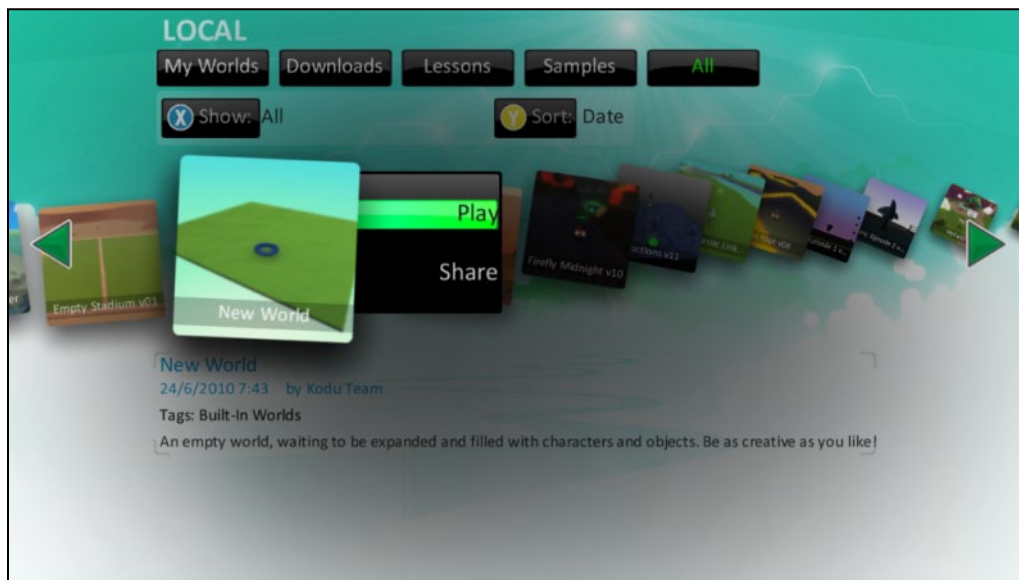 LOCAL
My Worlds Downloads Lessons Samples All
X Show: All Y Sort: Date
Play
Share
Empty Stadium v01
New World
Firefly Midnight v10
New World
24/6/2010 7:43 by Kodu Team
Tags: Built-In Worlds
An empty world, waiting to be expanded and filled with characters and objects. Be as creative as you like!